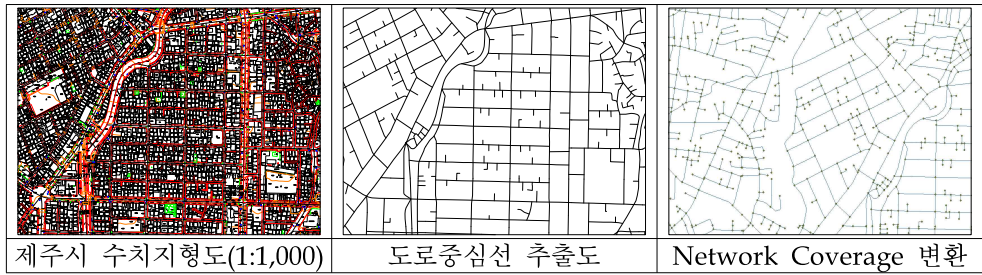 제주시 수치지형도(1:1,000)
도로중심선 추출도
Network Coverage 변환